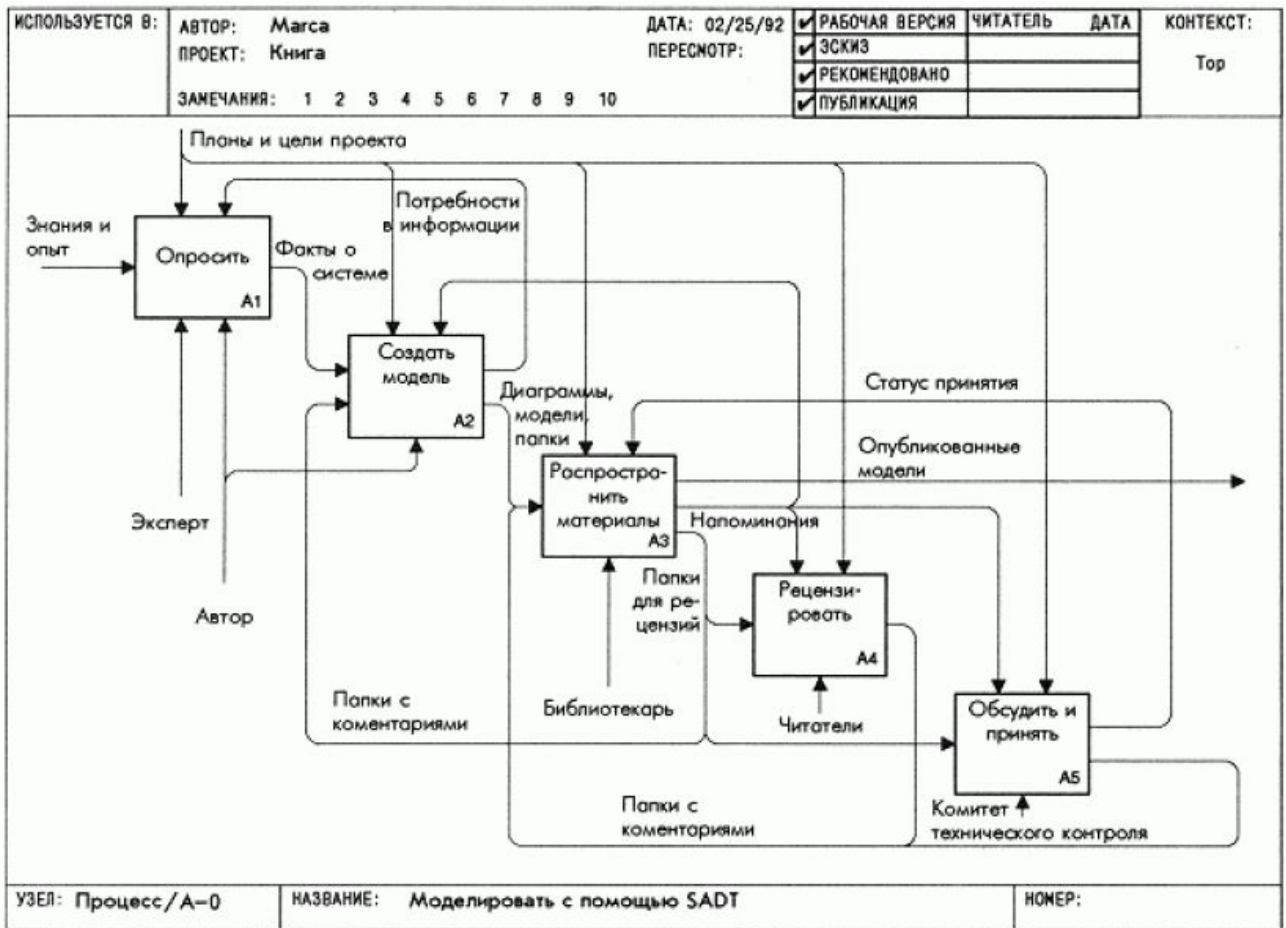 ИСПОЛЬЗУЕТСЯ В:
АВТОР: Marca
ДАТА: 02/25/92
ПРОЕКТ: Книга
ПЕРЕСМОТР:
ЗАМЕЧАНИЯ: 1 2 3 4 5 6 7 8 9 10
РАБОЧАЯ ВЕРСИЯ
ЭСКИЗ
РЕКОМЕНДОВАНО
ПУБЛИКАЦИЯ
ЧИТАТЕЛЬ ДАТА
КОНТЕКСТ:
Top
Планы и цели проекта
Потребности
в информации
Знания и
опыт
Опросить
A1
Факты о
системе
Создать
модель
A2
Диаграммы,
модели,
папки
Статус принятия
Опубликованные
модели
Распростра-
нить
материалы
A3
Напоминания
Эксперт
Автор
Папки
для ре-
цензий
Рецензи-
ровать
A4
Папки с
коментариями
Библиотекарь
Читатели
Обсудить и
принять
A5
Папки с
коментариями
Комитет
технического контроля
УЗЕЛ: Процесс/A-0
НАЗВАНИЕ: Моделировать с помощью SADT
НОМЕР: